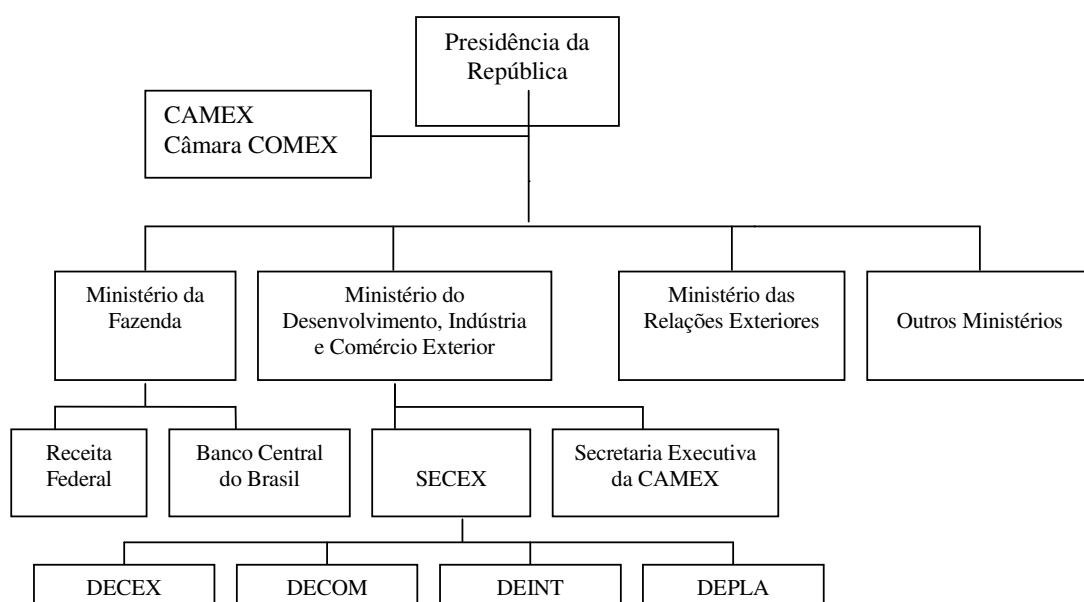 Presidência da
República
CAMEX
Câmara COMEX
Ministério da
Fazenda
Ministério do
Desenvolvimento, Indústria
e Comércio Exterior
Ministério das
Relações Exteriores
Outros Ministérios
Receita
Federal
Banco Central
do Brasil
SECEX
Secretaria Executiva
da CAMEX
DECEX
DECOM
DEINT
DEPLA